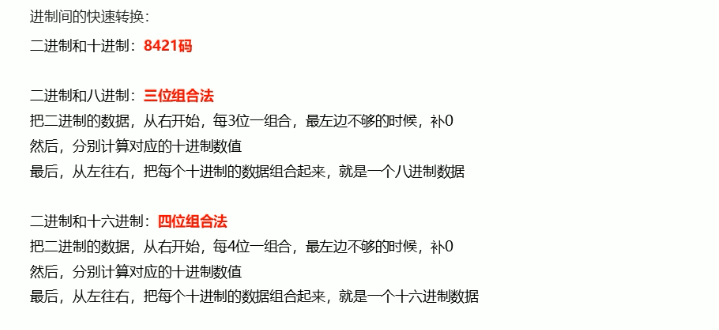 进制间的快速转换：
二进制和十进制：8421码
二进制和八进制：三位组合法
把二进制的数据，从右开始，每3位一组合，最左边不够的时候，补0
然后，分别计算对应的十进制数值
最后，从左往右，把每个十进制的数据组合起来，就是一个八进制数据
二进制和十六进制：四位组合法
把二进制的数据，从右开始，每4位一组合，最左边不够的时候，补0
然后，分别计算对应的十进制数值
最后，从左往右，把每个十进制的数据组合起来，就是一个十六进制数据